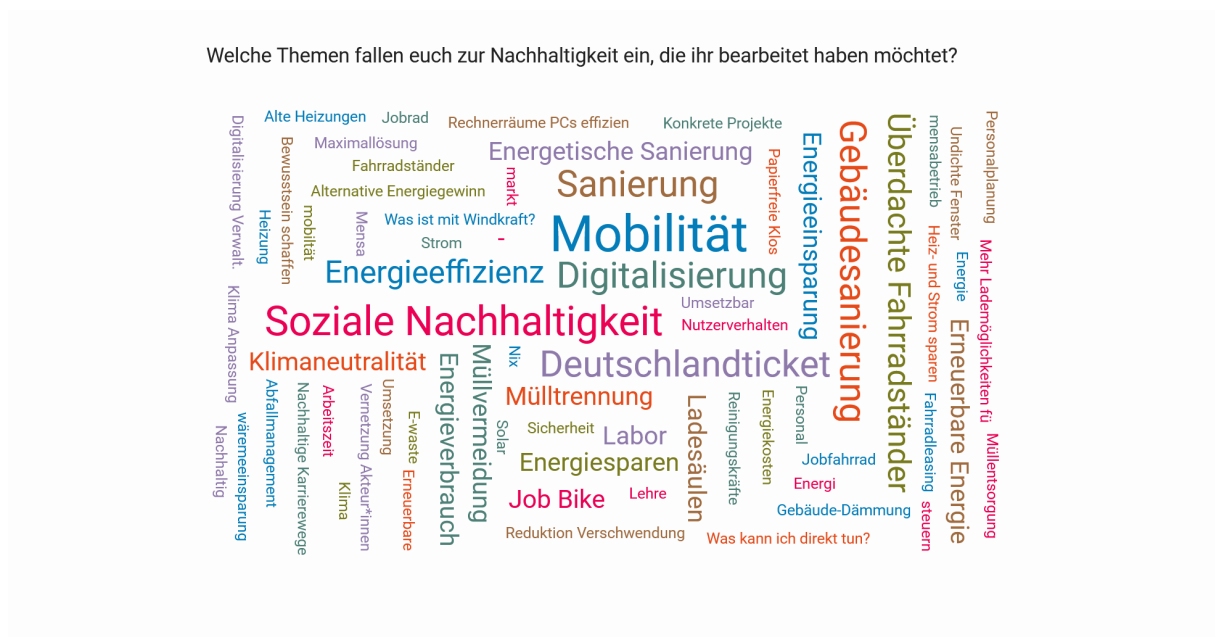 Welche Themen fallen euch zur Nachhaltigkeit ein, die ihr bearbeitet haben möchtet?
Alte Heizungen
Jobrad
Rechnerräume PCs effizien
Konkrete Projekte
Maximallösung
Energetische Sanierung
Fahrradständer
Sanierung
Alternative Energiegewinn
markt
Was ist mit Windkraft?
Mobilität
Strom
-
Energieeffizienz
Digitalisierung
Umsetzbar
Soziale Nachhaltigkeit
Nutzerverhalten
Klimaneutralität
Nix
Deutschlandticket
Mülltrennung
Sicherheit
Labor
Energiesparen
Job Bike
Lehre
Reduktion Verschwendung
Was kann ich direkt tun?
Gebäude-Dämmung
Energi
Jobfahrrad
Digitalisierung Verwalt.
Bewusstsein schaffen
Heizung
mobiltät
Mensa
Klima Anpassung
Nachhaltig
wäremeeinsparung
Abfallmanagement
Nachhaltige Karrierewege
Arbeitszeit
Klima
Vernetzung Akteur*innen
Umsetzung
E-waste
Erneuerbare
Energieverbrauch
Müllvermeidung
Solar
Ladesäulen
Reinigungskräfte
Energiekosten
Personal
Papierfreie Klos
Energieeinsparung
Gebäudesanierung
Überdachte Fahrradständer
mensabetrieb
Undichte Fenster
Personalplanung
Heiz- und Strom sparen
Energie
Mehr Lademöglichkeiten fü
Erneuerbare Energie
Fahrradleasing
steuern
Müllentsorgung